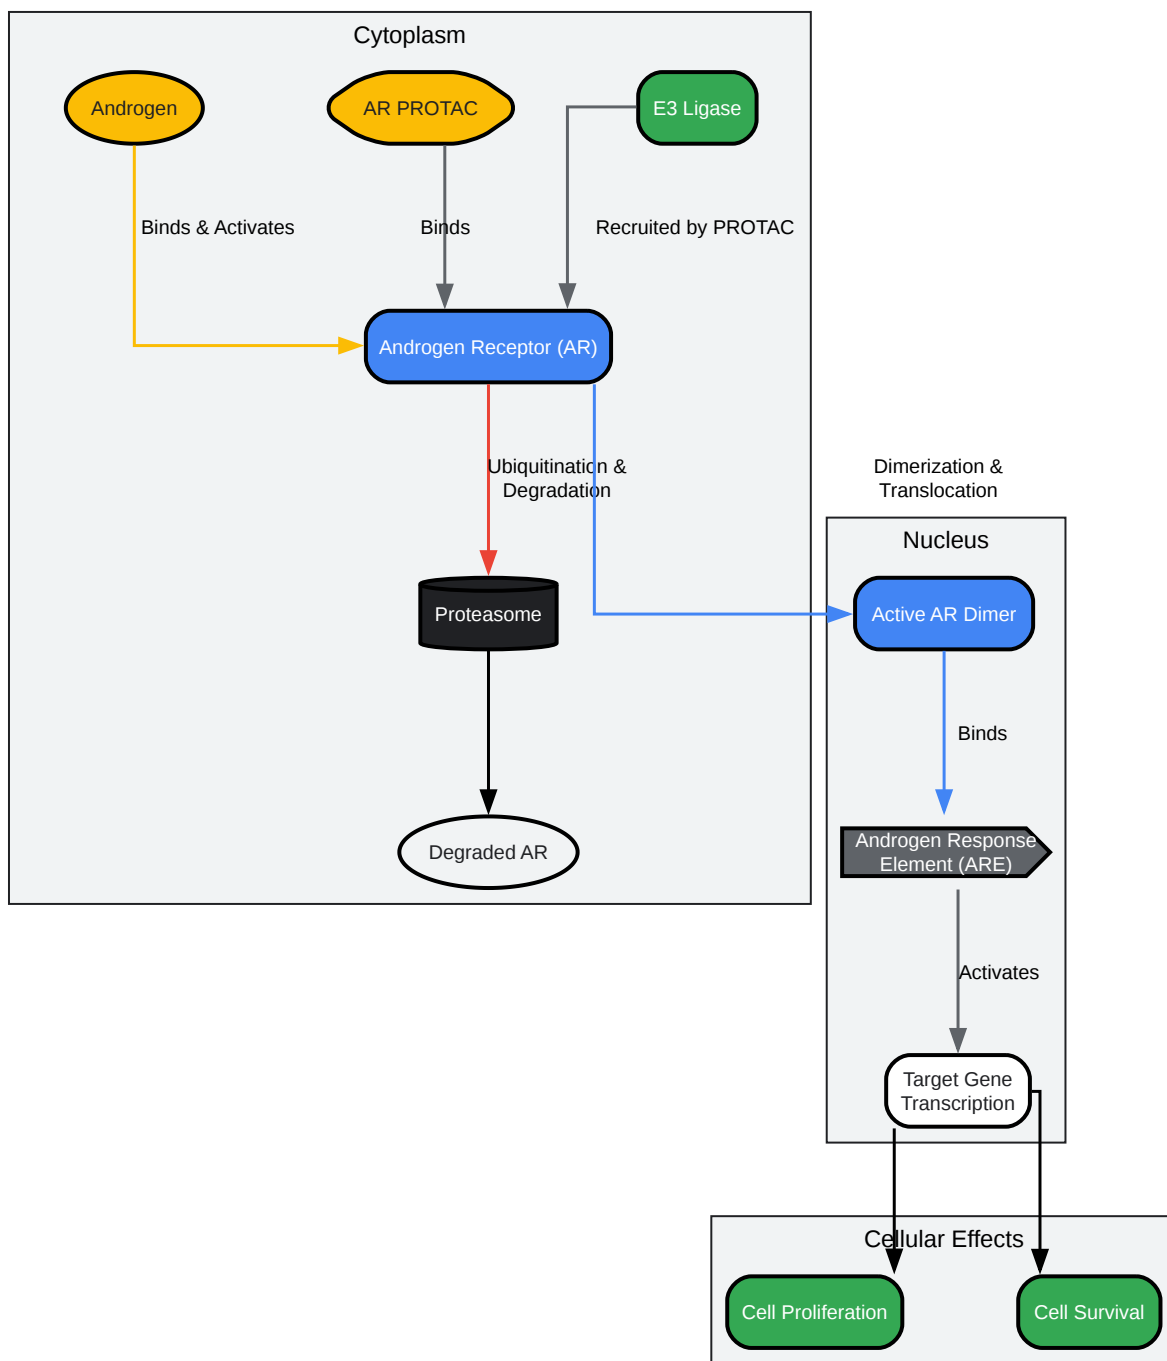 Cytoplasm
Androgen
AR PROTAC
E3 Ligase
Binds & Activates
Binds
Recruited by PROTAC
Androgen Receptor (AR)
Ubiquitination &
Degradation
Dimerization &
Translocation
Nucleus
Proteasome
Active AR Dimer
Binds
Degraded AR
Androgen Response
Element (ARE)
Activates
Target Gene
Transcription
Cellular Effects
Cell Proliferation
Cell Survival